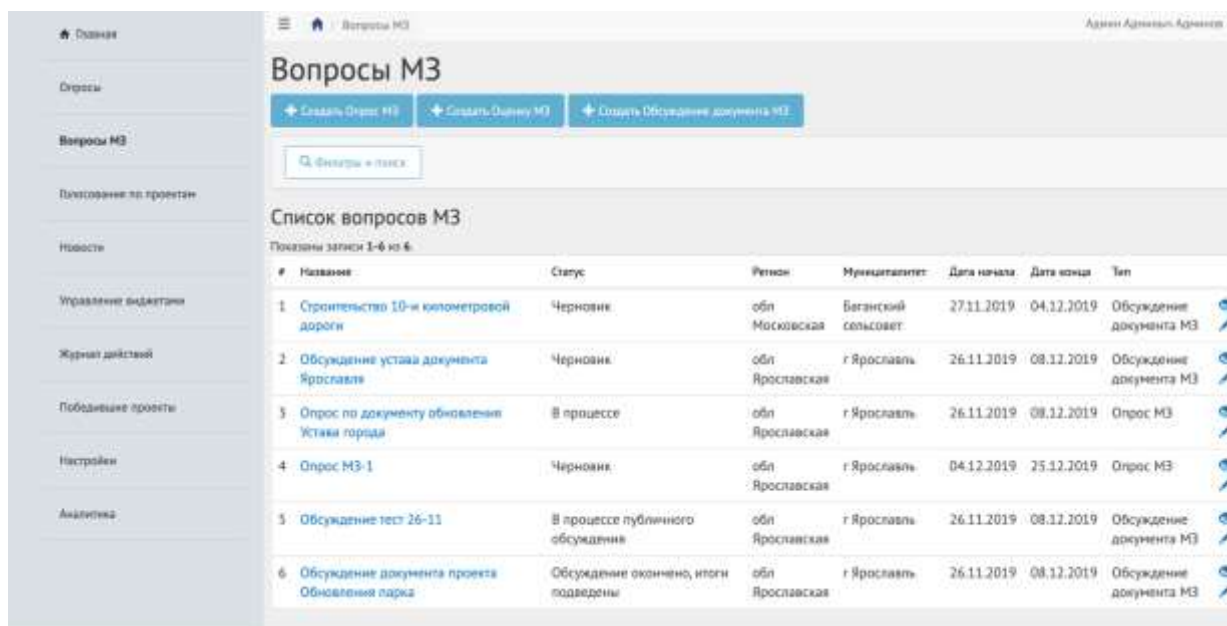 Главная
Вопросы МЗ
Админ Админыч Админов
Опросы
Вопросы МЗ
Голосование по проектам
Новости
Управление виджетами
Журнал действий
Победившие проекты
Настройки
Аналитика
Вопросы МЗ
Создать Опрос МЗ
Создать Оценку МЗ
Создать Обсуждение документа МЗ
Фильтры и поиск
Список вопросов МЗ
Показаны записи 1-6 из 6.
# Название Статус Регион Муниципалитет Дата начала Дата конца Тип
1 Строительство 10-и километровой Черновик обл Баганский 27.11.2019 04.12.2019 Обсуждение
дороги Московская сельсовет документа МЗ
2 Обсуждение устава документа Черновик обл г Ярославль 26.11.2019 08.12.2019 Обсуждение
Ярославля Ярославская документа МЗ
3 Опрос по документу обновления В процессе обл г Ярославль 26.11.2019 08.12.2019 Опрос МЗ
Устава города Ярославская
4 Опрос МЗ-1 Черновик обл г Ярославль 04.12.2019 25.12.2019 Опрос МЗ
Ярославская
5 Обсуждение тест 26-11 В процессе публичного обл г Ярославль 26.11.2019 08.12.2019 Обсуждение
обсуждения Ярославская документа МЗ
6 Обсуждение документа проекта Обсуждение окончено, итоги обл г Ярославль 26.11.2019 08.12.2019 Обсуждение
Обновления парка подведены Ярославская документа МЗ